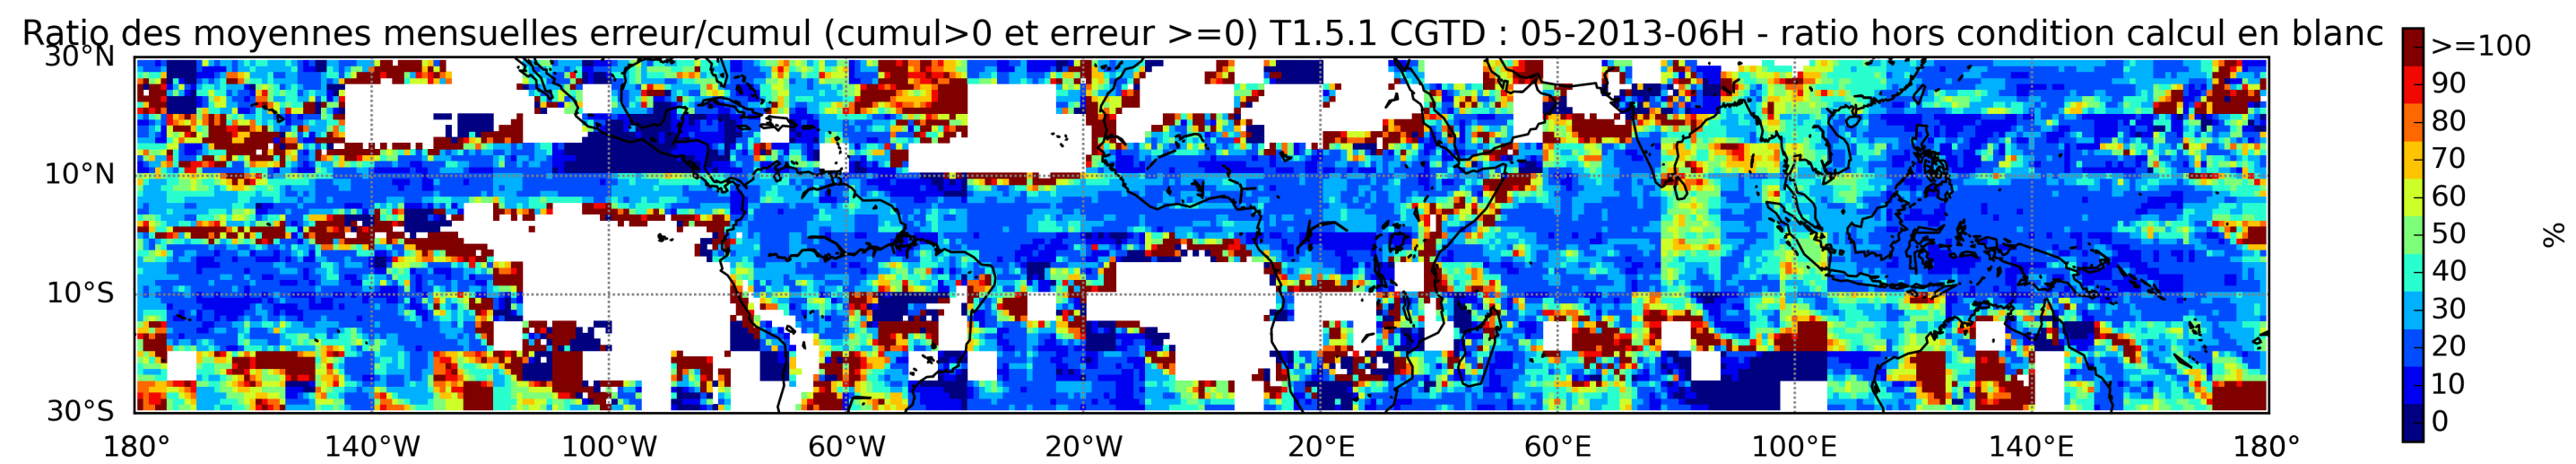 Ratio des moyennes mensuelles erreur/cumul (cumul>0 et erreur >=0) T1.5.1 CGTD : 05-2013-06H - ratio hors condition calcul en blanc
30°N
10°N
10°S
30°S
180° 140°W 100°W 60°W 20°W 20°E 60°E 100°E 140°E 180°
>=100
90
80
70
60
50
40
30
20
10
0
%